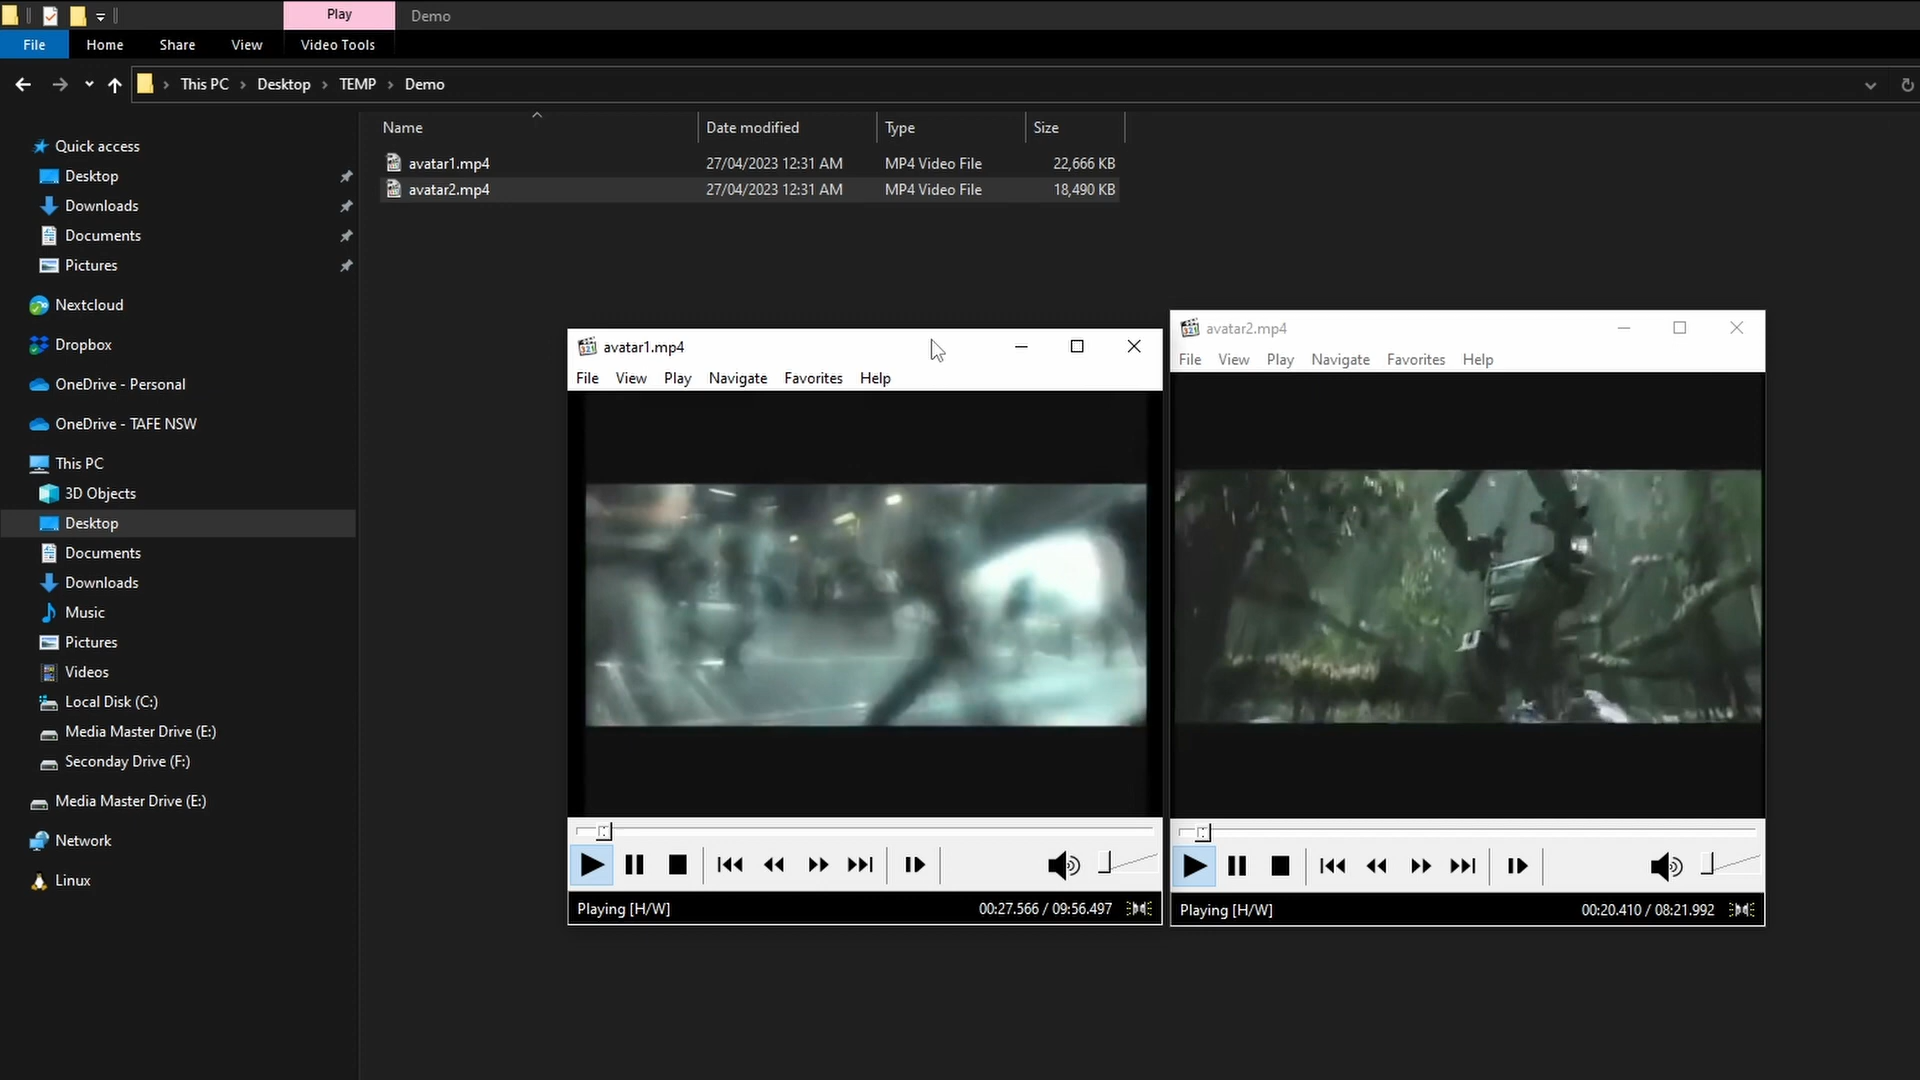 Play Demo
File Home Share View Video Tools
This PC Desktop TEMP Demo
Name Date modified Type Size
avatar1.mp4 27/04/2023 12:31 AM MP4 Video File 22,666 KB
avatar2.mp4 27/04/2023 12:31 AM MP4 Video File 18,490 KB
Quick access
Desktop
Downloads
Documents
Pictures
Nextcloud
Dropbox
OneDrive - Personal
OneDrive - TAFE NSW
This PC
3D Objects
Desktop
Documents
Downloads
Music
Pictures
Videos
Local Disk (C:)
Media Master Drive (E:)
Seconday Drive (F:)
Media Master Drive (E:)
Network
Linux
avatar1.mp4
File View Play Navigate Favorites Help
Playing [H/W] 00:27.566 / 09:56.497
avatar2.mp4
File View Play Navigate Favorites Help
Playing [H/W] 00:20.410 / 08:21.992